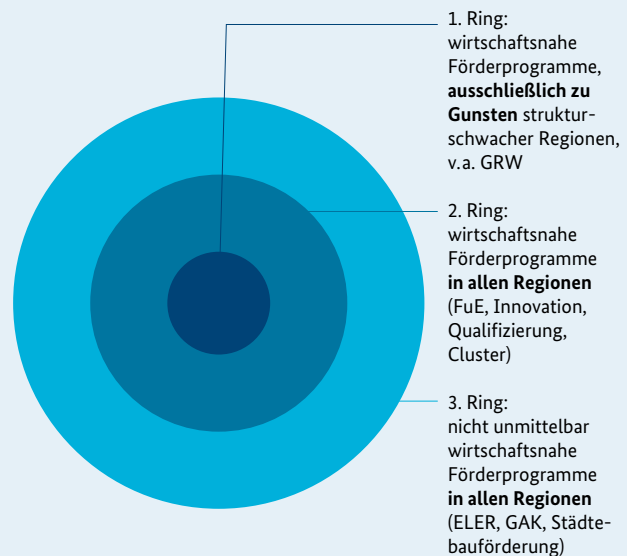 1. Ring:
wirtschaftsnahe
Förderprogramme,
ausschließlich zu
Gunsten struktur-
schwacher Regionen,
v.a. GRW
2. Ring:
wirtschaftsnahe
Förderprogramme
in allen Regionen
(FuE, Innovation,
Qualifizierung,
Cluster)
3. Ring:
nicht unmittelbar
wirtschaftsnahe
Förderprogramme
in allen Regionen
(ELER, GAK, Städte-
bauförderung)